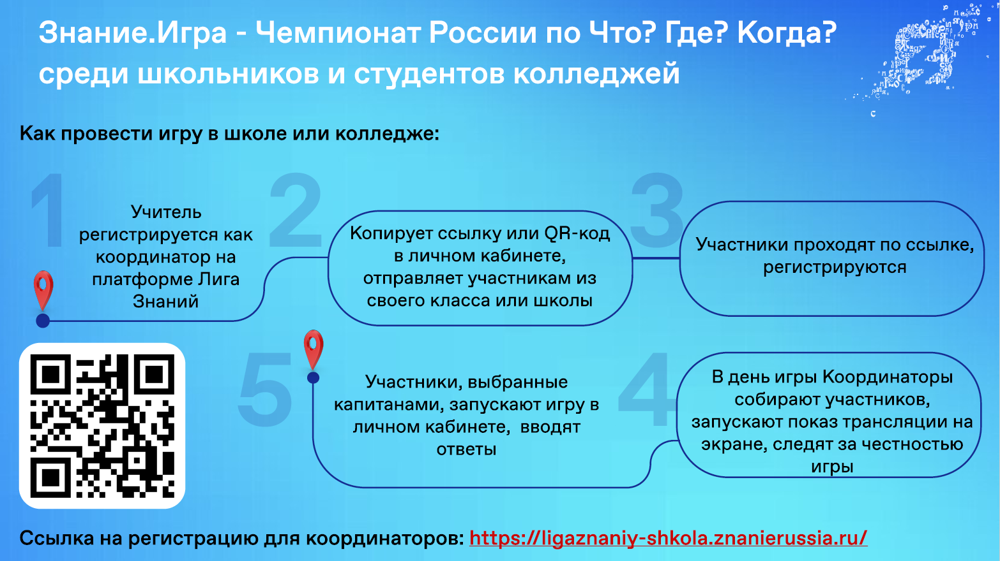 Знание.Игра - Чемпионат России по Что? Где? Когда?
среди школьников и студентов колледжей
Как провести игру в школе или колледже:
1
Учитель
регистрируется как
координатор на
платформе Лига
Знаний
2
Копирует ссылку или QR-код
в личном кабинете,
отправляет участникам из
своего класса или школы
3
Участники проходят по ссылке,
регистрируются
4
В день игры Координаторы
собирают участников,
запускают показ трансляции на
экране, следят за честностью
игры
5
Участники, выбранные
капитанами, запускают игру в
личном кабинете,  вводят
ответы
Ссылка на регистрацию для координаторов: https://ligaznaniy-shkola.znanierussia.ru/